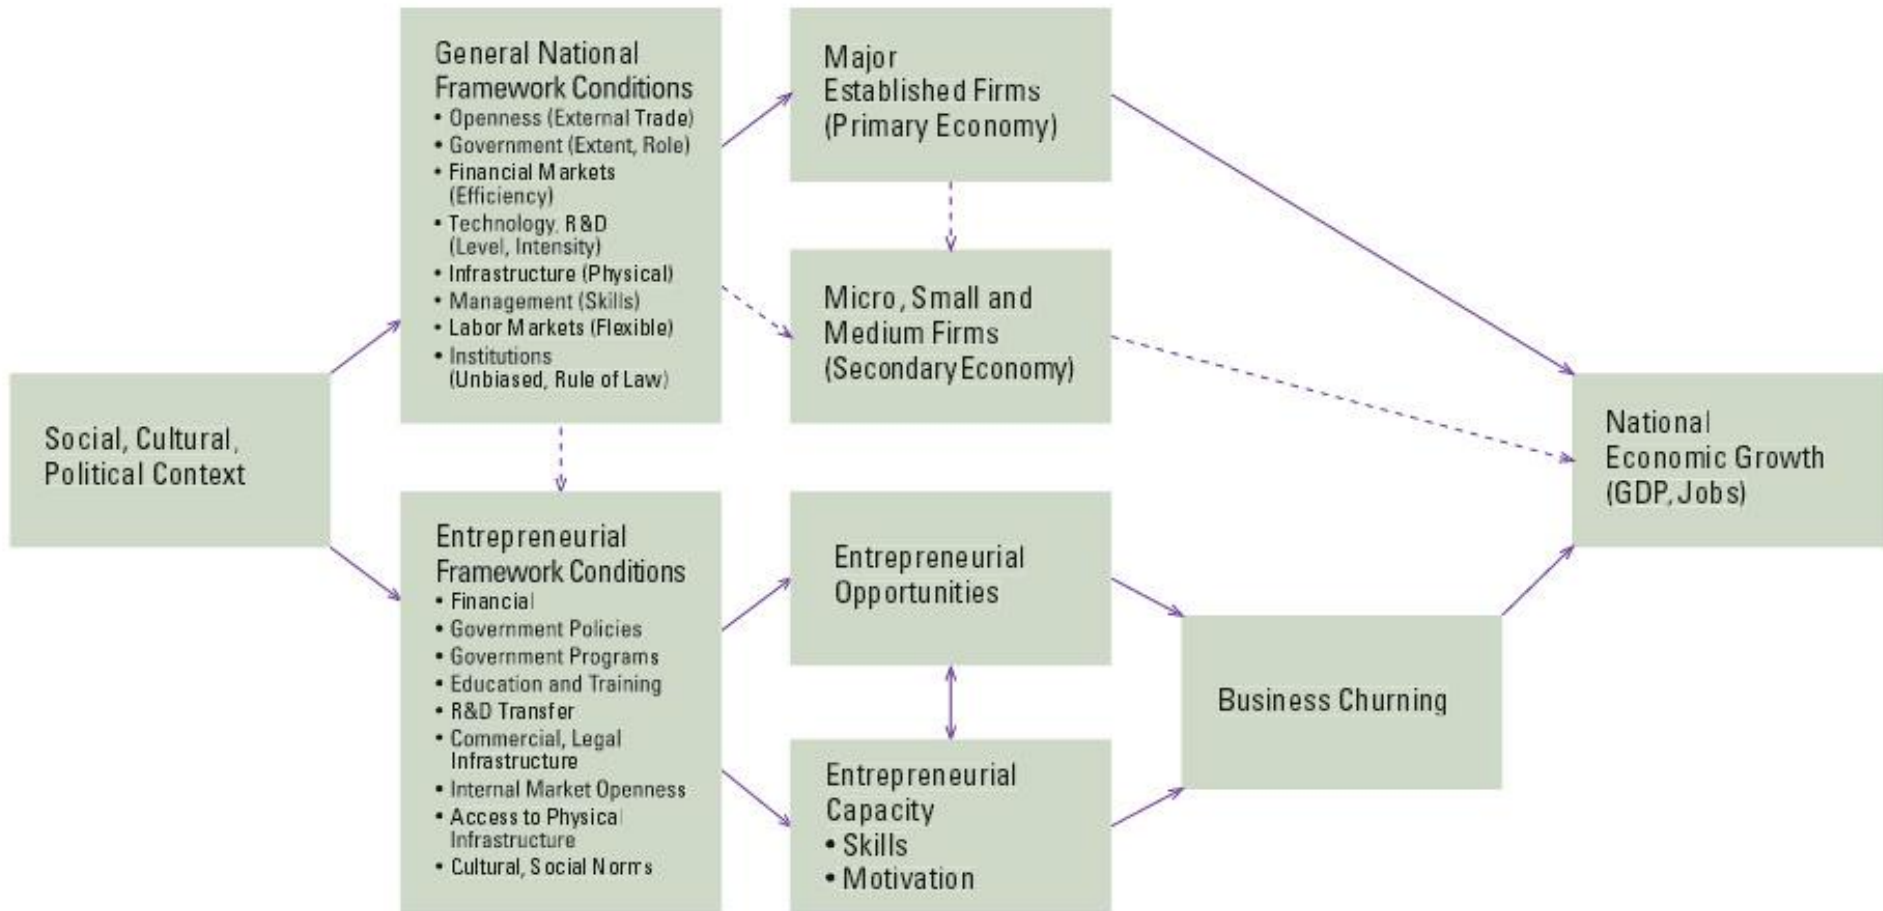 General National
Framework Conditions
• Openness (External Trade)
• Government (Extent, Role)
• Financial Markets
(Efficiency)
• Technology, R&D
(Level, Intensity)
• Infrastructure (Physical)
• Management (Skills)
• Labor Markets (Flexible)
• Institutions
(Unbiased, Rule of Law)
Major
Established Firms
(Primary Economy)
Micro, Small and
Medium Firms
(Secondary Economy)
Social, Cultural,
Political Context
National
Economic Growth
(GDP, Jobs)
Entrepreneurial
Framework Conditions
• Financial
• Government Policies
• Government Programs
• Education and Training
• R&D Transfer
• Commercial, Legal
Infrastructure
• Internal Market Openness
• Access to Physical
Infrastructure
• Cultural, Social Norms
Entrepreneurial
Opportunities
Entrepreneurial
Capacity
• Skills
• Motivation
Business Churning